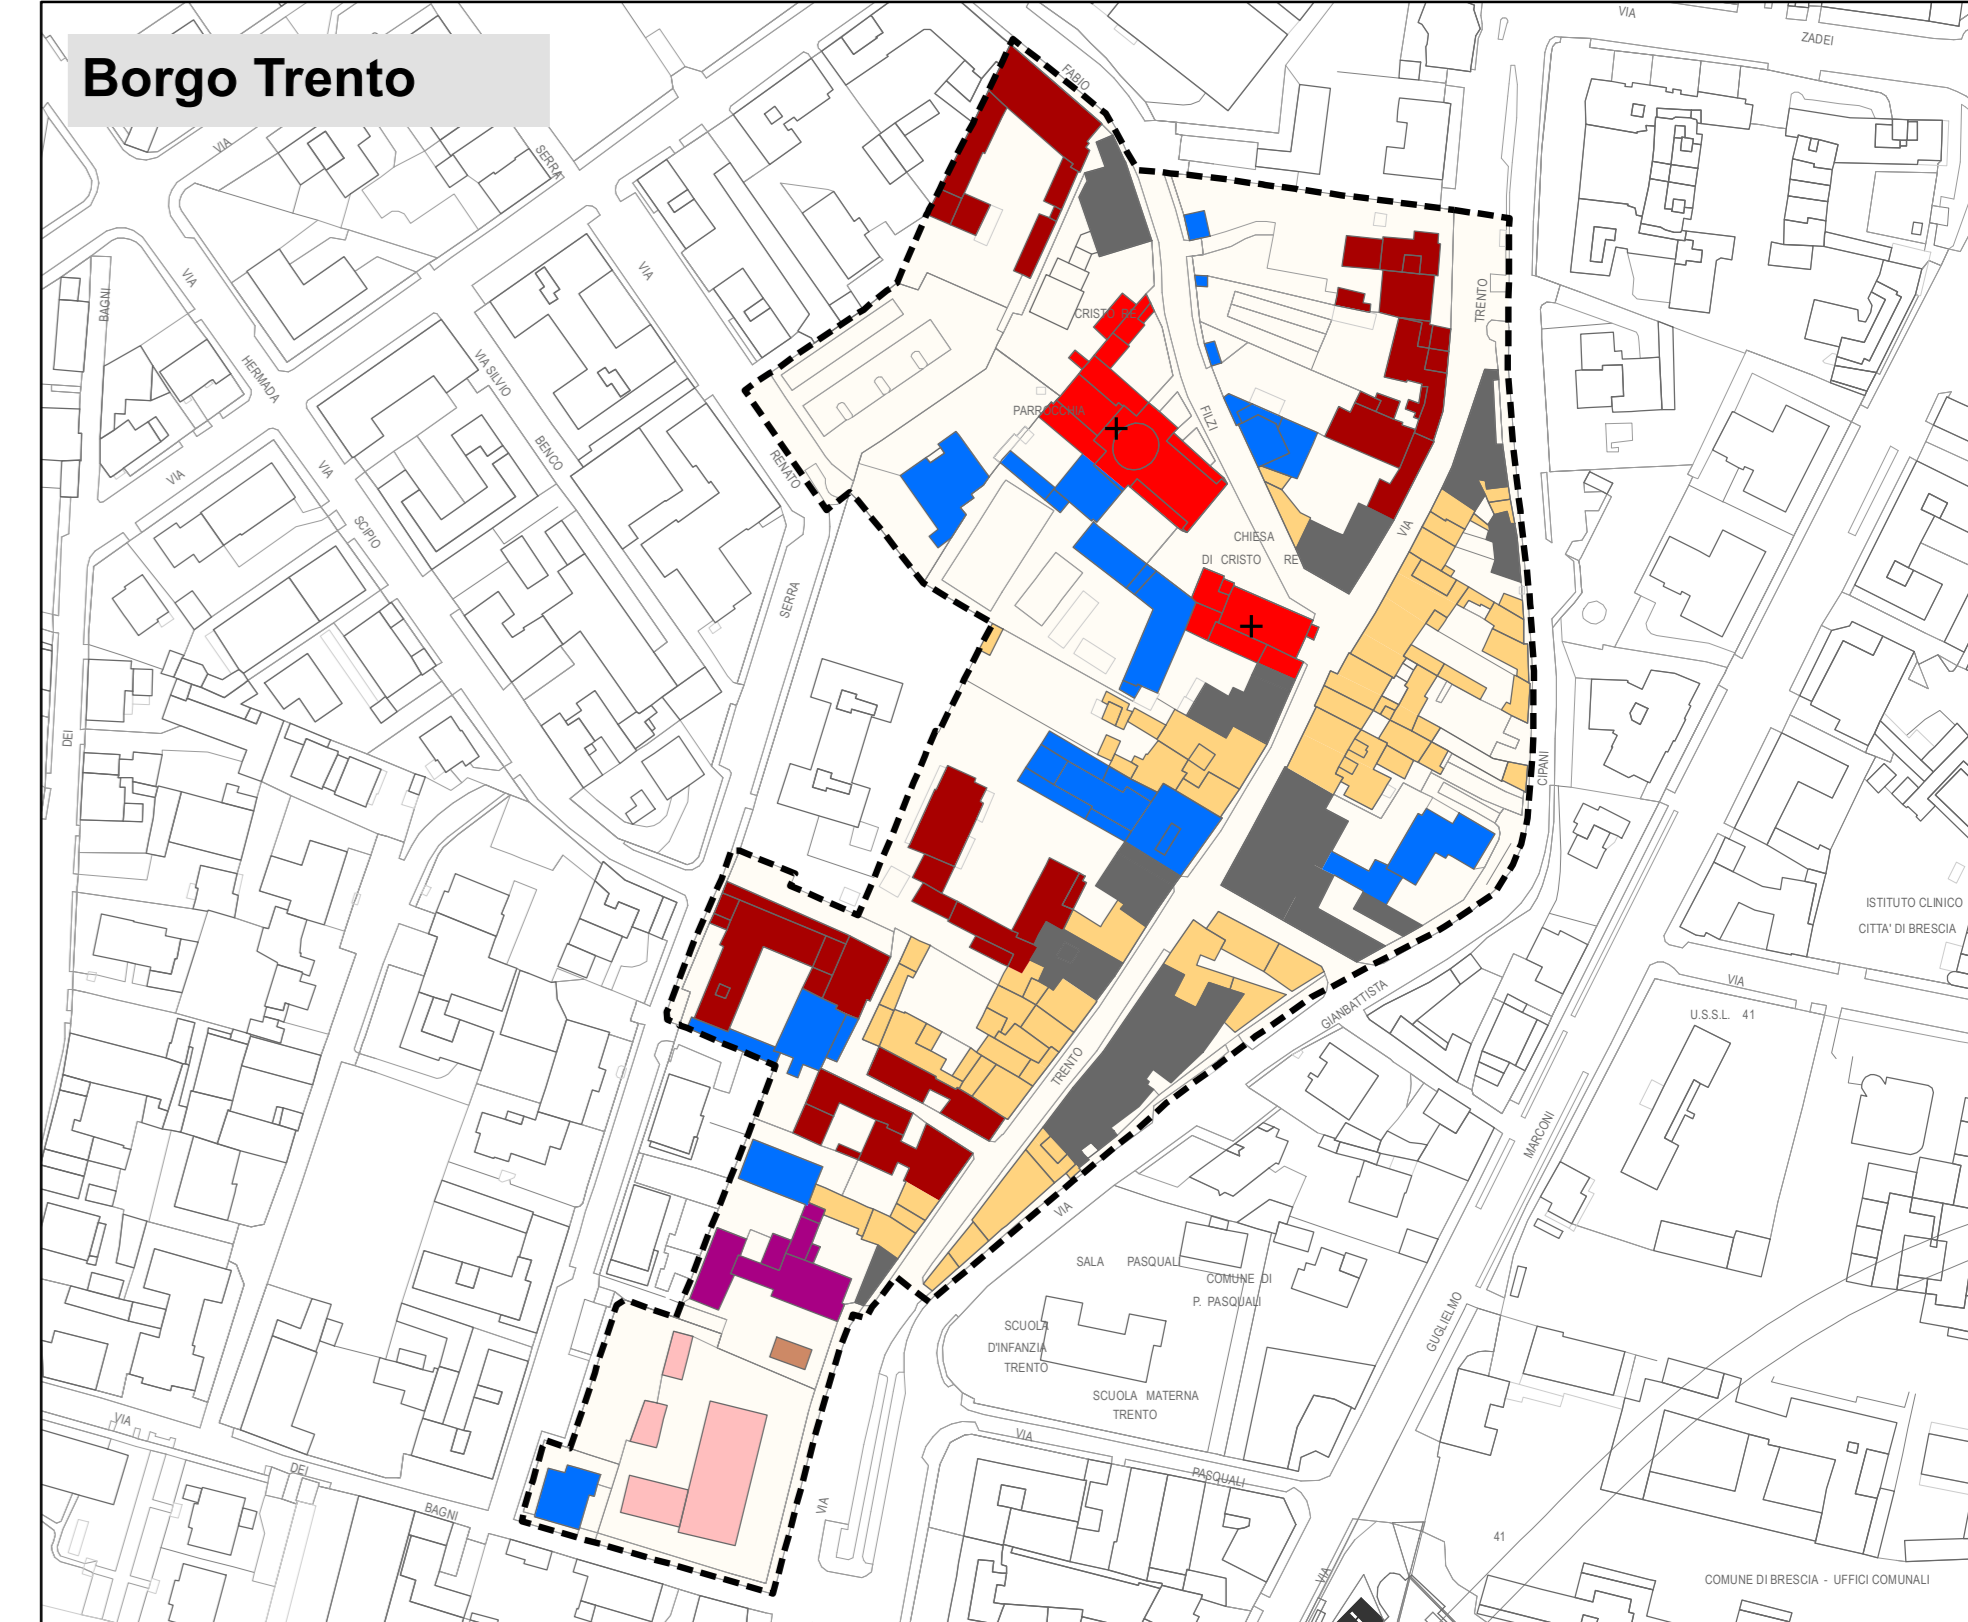 Borgo Trento
VIA
ZADEI
FABIO
VIA
SERRA
VIA
VIA
BAGNI
TRENTO
CRISTO RE
HERMADA
VIA SILVIO
PARROCCHIA
FILZI
BENCO
RENATO
VIA
VIA
SCIPIO
VIA
CHIESA
DI CRISTO RE
SERRA
DEI
CIPANI
ISTITUTO CLINICO
CITTA' DI BRESCIA
VIA
GIANBATTISTA
U.S.S.L. 41
TRENTO
MARCONI
VIA
SALA PASQUALI
COMUNE DI
P. PASQUALI
SCUOLA
D'INFANZIA
TRENTO
GUGLIELMO
SCUOLA MATERNA
TRENTO
VIA
VIA
DEI
PASQUALI
BAGNI
VIA
41
VIA
COMUNE DI BRESCIA - UFFICI COMUNALI